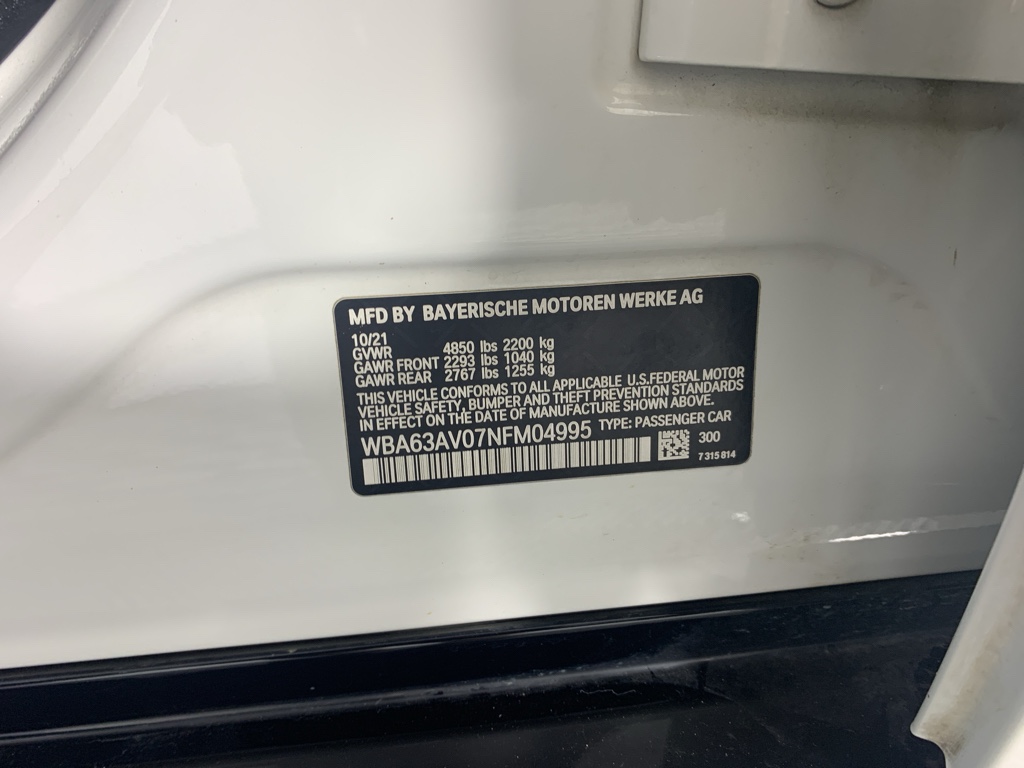 MFD BY BAYERISCHE MOTOREN WERKE AG
10/21
GVWR 4850 lbs 2200 kg
GAWR FRONT 2293 lbs 1040 kg
GAWR REAR 2767 lbs 1255 kg
THIS VEHICLE CONFORMS TO ALL APPLICABLE U.S.FEDERAL MOTOR
VEHICLE SAFETY, BUMPER AND THEFT PREVENTION STANDARDS
IN EFFECT ON THE DATE OF MANUFACTURE SHOWN ABOVE.
WBA63AV07NFM04995 TYPE: PASSENGER CAR
300
7 315 814